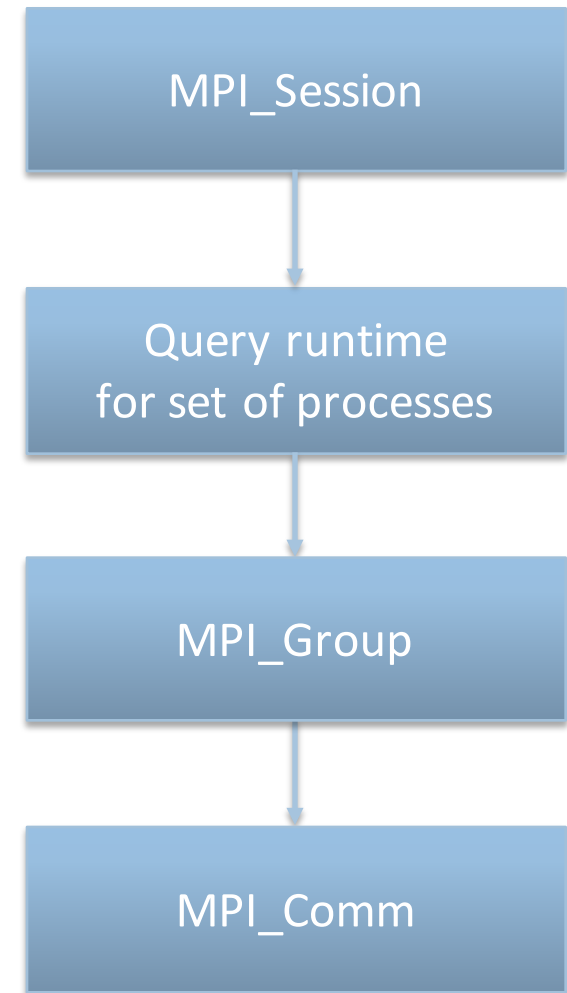 MPI_Session
Query runtime
for set of processes
MPI_Group
MPI_Comm